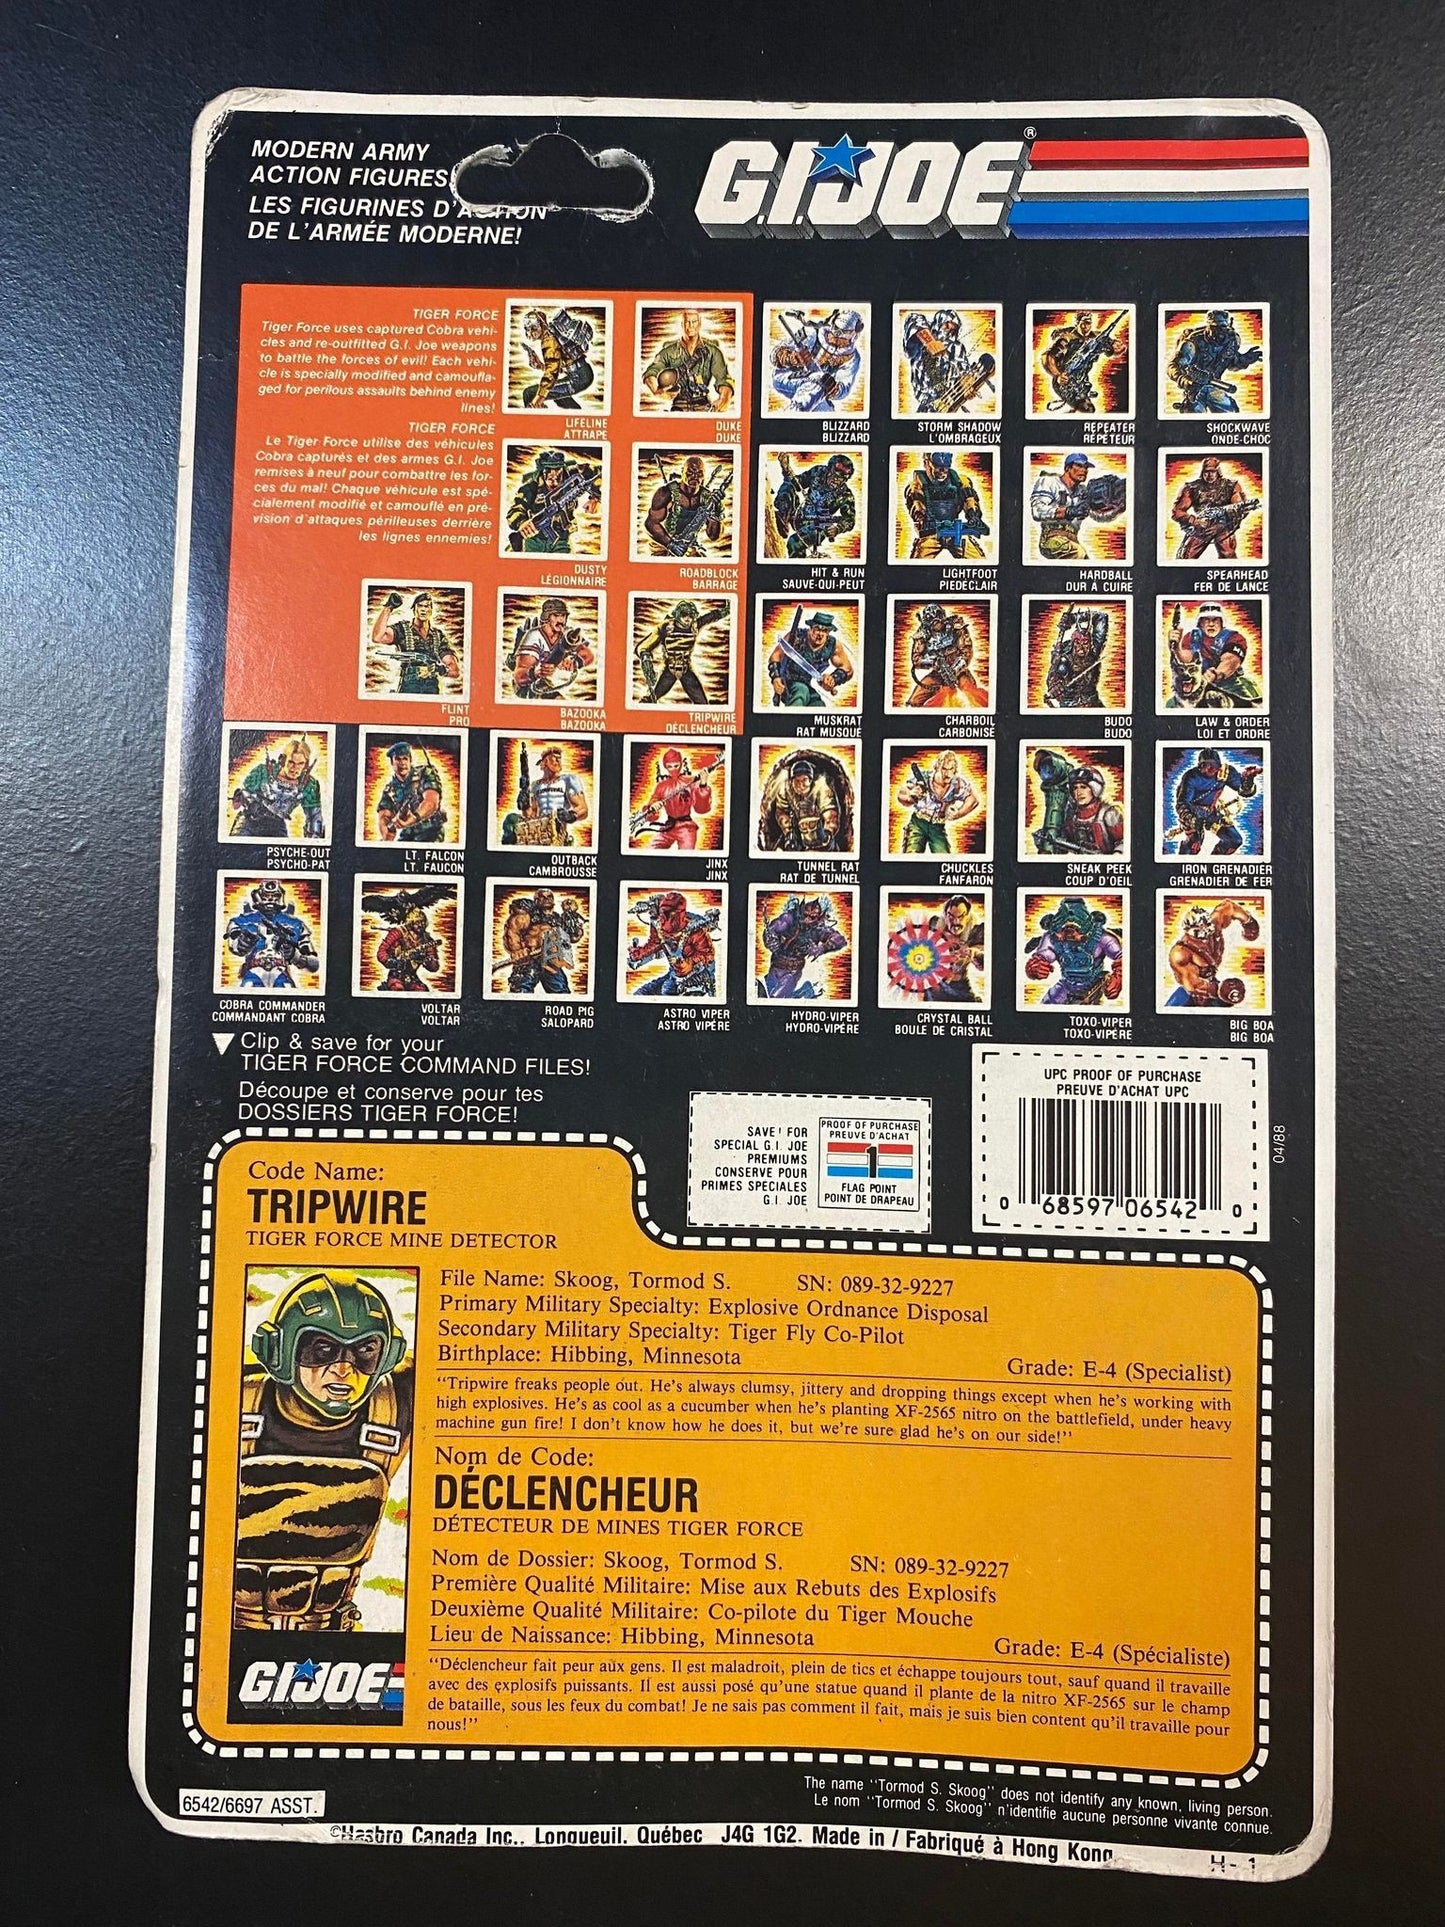 MODERN ARMY
ACTION FIGURES
LES FIGURINES D'ACTION
DE L'ARMÉE MODERNE!
G.I. JOE®
TIGER FORCE
Tiger Force uses captured Cobra vehi-
cles and re-outfitted G.I. Joe weapons
to battle the forces of evil! Each vehi-
cle is specially modified and camoufla-
ged for perilous assaults behind enemy
lines!
TIGER FORCE
Le Tiger Force utilise des véhicules
Cobra capturés et des armes G.I. Joe
remises à neuf pour combattre les for-
ces du mal! Chaque véhicule est spé-
cialement modifié et camouflé en pré-
vision d'attaques périlleuses derrière
les lignes ennemies!
LIFELINE
ATTRAPE
DUKE
DUKE
BLIZZARD
BLIZZARD
STORM SHADOW
L'OMBRAGEUX
REPEATER
RÉPÉTEUR
SHOCKWAVE
ONDE-CHOC
DUSTY
LÉGIONNAIRE
ROADBLOCK
BARRAGE
HIT & RUN
SAUVE-QUI-PEUT
LIGHTFOOT
PIEDECLAIR
HARDBALL
DUR A CUIRE
SPEARHEAD
FER DE LANCE
FLINT
PRO
BAZOOKA
BAZOOKA
TRIPWIRE
DÉCLENCHEUR
MUSKRAT
RAT MUSQUE
CHARBOIL
CARBONISE
BUDO
BUDO
LAW & ORDER
LOI ET ORDRE
PSYCHE-OUT
PSYCHO-PAT
LT. FALCON
LT. FAUCON
OUTBACK
CAMBROUSSE
JINX
JINX
TUNNEL RAT
RAT DE TUNNEL
CHUCKLES
FANFARON
SNEAK PEEK
COUP D'OEIL
IRON GRENADIER
GRENADIER DE FER
COBRA COMMANDER
COMMANDANT COBRA
VOLTAR
VOLTAR
ROAD PIG
SALOPARD
ASTRO VIPER
ASTRO VIPÈRE
HYDRO-VIPER
HYDRO-VIPÈRE
CRYSTAL BALL
BOULE DE CRISTAL
TOXO-VIPER
TOXO-VIPÈRE
BIG BOA
BIG BOA
Clip & save for your
TIGER FORCE COMMAND FILES!
Découpe et conserve pour tes
DOSSIERS TIGER FORCE!
SAVE! FOR
SPECIAL G.I. JOE
PREMIUMS
CONSERVE POUR
PRIMES SPECIALES
G.I. JOE
PROOF OF PURCHASE
PREUVE D'ACHAT
1
FLAG POINT
POINT DE DRAPEAU
UPC PROOF OF PURCHASE
PREUVE D'ACHAT UPC
0 68597 06542 0
04/88
Code Name:
TRIPWIRE
TIGER FORCE MINE DETECTOR
File Name: Skoog, Tormod S. SN: 089-32-9227
Primary Military Specialty: Explosive Ordnance Disposal
Secondary Military Specialty: Tiger Fly Co-Pilot
Birthplace: Hibbing, Minnesota Grade: E-4 (Specialist)
"Tripwire freaks people out. He's always clumsy, jittery and dropping things except when he's working with
high explosives. He's as cool as a cucumber when he's planting XF-2565 nitro on the battlefield, under heavy
machine gun fire! I don't know how he does it, but we're sure glad he's on our side!"
Nom de Code:
DÉCLENCHEUR
DÉTECTEUR DE MINES TIGER FORCE
Nom de Dossier: Skoog, Tormod S. SN: 089-32-9227
Première Qualité Militaire: Mise aux Rebuts des Explosifs
Deuxième Qualité Militaire: Co-pilote du Tiger Mouche
Lieu de Naissance: Hibbing, Minnesota Grade: E-4 (Spécialiste)
"Déclencheur fait peur aux gens. Il est maladroit, plein de tics et échappe toujours tout, sauf quand il travaille
avec des explosifs puissants. Il est aussi posé qu'une statue quand il plante de la nitro XF-2565 sur le champ
de bataille, sous les feux du combat! Je ne sais pas comment il fait, mais je suis bien content qu'il travaille pour
nous!"
G.I. JOE
The name "Tormod S. Skoog" does not identify any known, living person.
Le nom "Tormod S. Skoog" n'identifie aucune personne vivante connue.
6542/6697 ASST.
©Hasbro Canada Inc., Longueuil, Québec J4G 1G2. Made in / Fabriqué à Hong Kong
H-1